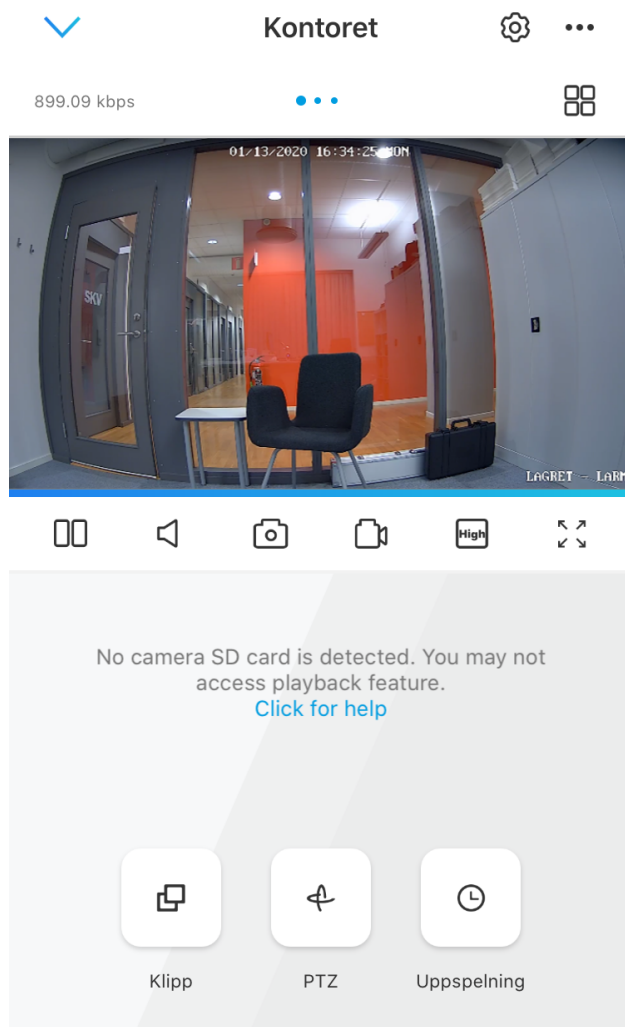 Kontoret
899.09 kbps
01/13/2020 16:34:25 MON
SKV
LAGRET - LARM
High
No camera SD card is detected. You may not
access playback feature.
Click for help
Klipp
PTZ
Uppspelning